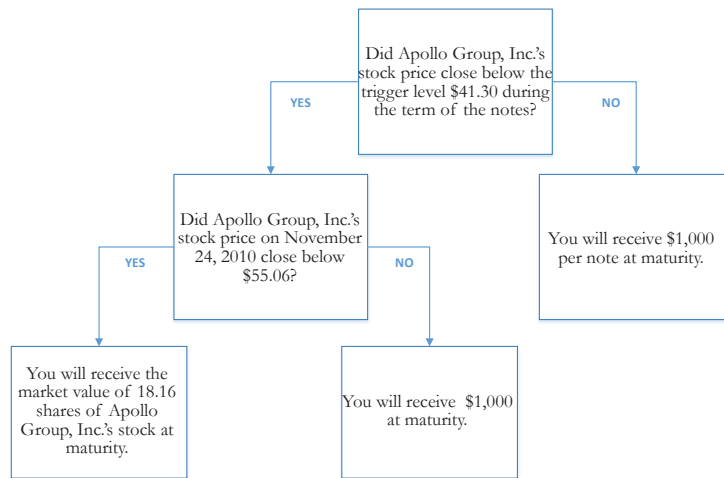 Did Apollo Group, Inc.'s
stock price close below the
trigger level $41.30 during
the term of the notes?
YES
NO
Did Apollo Group, Inc.'s
stock price on November
24, 2010 close below
$55.06?
You will receive $1,000
per note at maturity.
YES
NO
You will receive the
market value of 18.16
shares of Apollo
Group, Inc.'s stock at
maturity.
You will receive $1,000
at maturity.